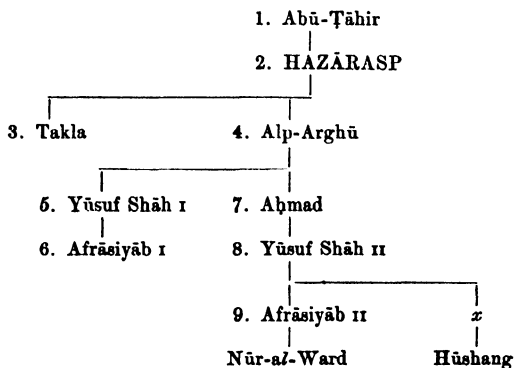 1. Abū-Ṭāhir
2. HAZĀRASP
3. Takla 4. Alp-Arghū
5. Yūsuf Shāh I 7. Aḥmad
6. Afrāsiyāb I 8. Yūsuf Shāh II
9. Afrāsiyāb II x
Nūr-al-Ward Hūshang